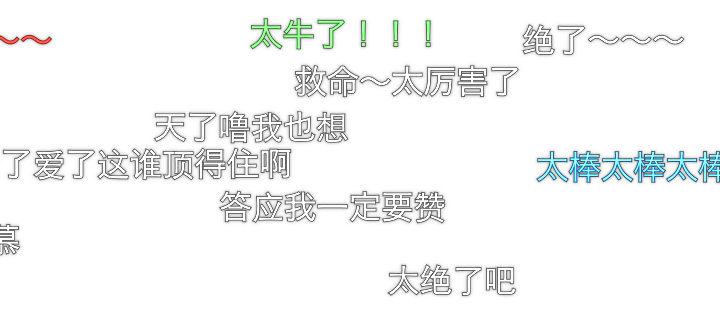 ～～
太牛了！！！
绝了～～～
救命～太厉害了
天了噜我也想
了爱了这谁顶得住啊
太棒太棒太棒
答应我一定要赞
慕
太绝了吧